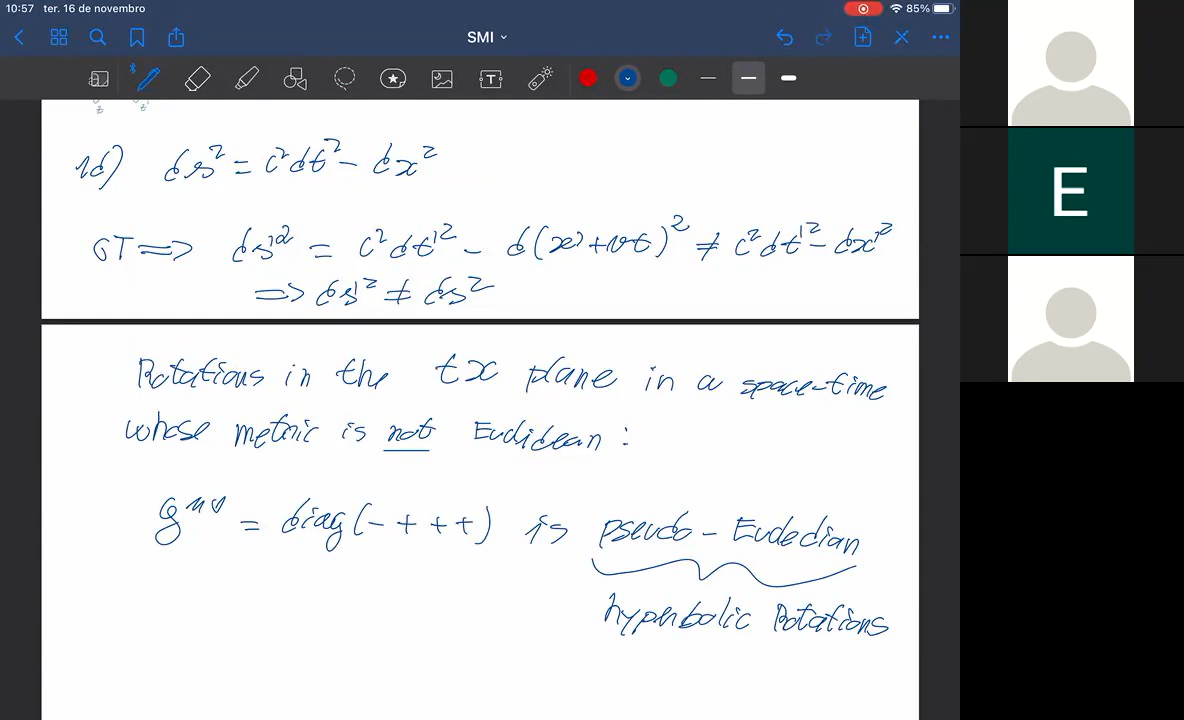 10:57 ter. 16 de novembro
85%
SMI
T
E
1d) ds² = c²dt² - dx²
GT ⟹ ds'² = c²dt'² - d(x'+vt)² ≠ c²dt'² - dx'²
⟹ ds'² ≠ ds²
Rotations in the tx plane in a space-time
whose metric is not Euclidean :
g^μν = diag(- + + +) is pseudo-Eucledian
hyperbolic Rotations